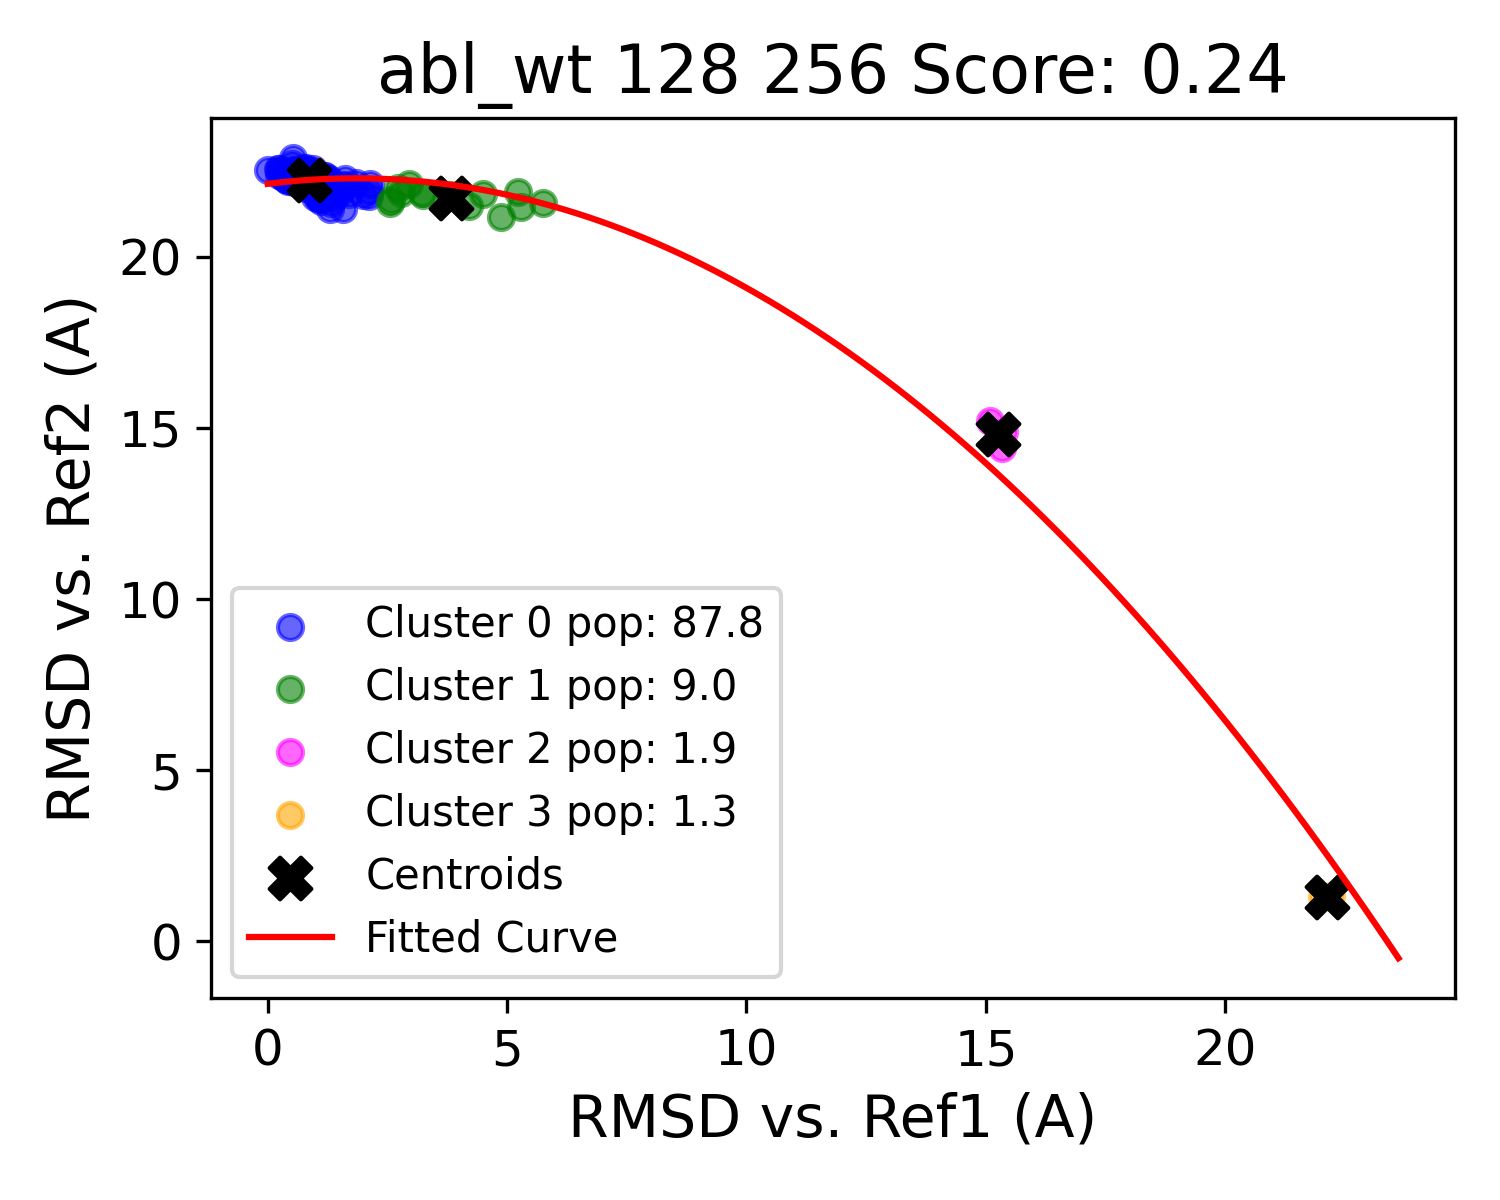 abl_wt 128 256 Score: 0.24
RMSD vs. Ref2 (A)
20
15
10
5
0
Cluster 0 pop: 87.8
Cluster 1 pop: 9.0
Cluster 2 pop: 1.9
Cluster 3 pop: 1.3
Centroids
Fitted Curve
0 5 10 15 20
RMSD vs. Ref1 (A)